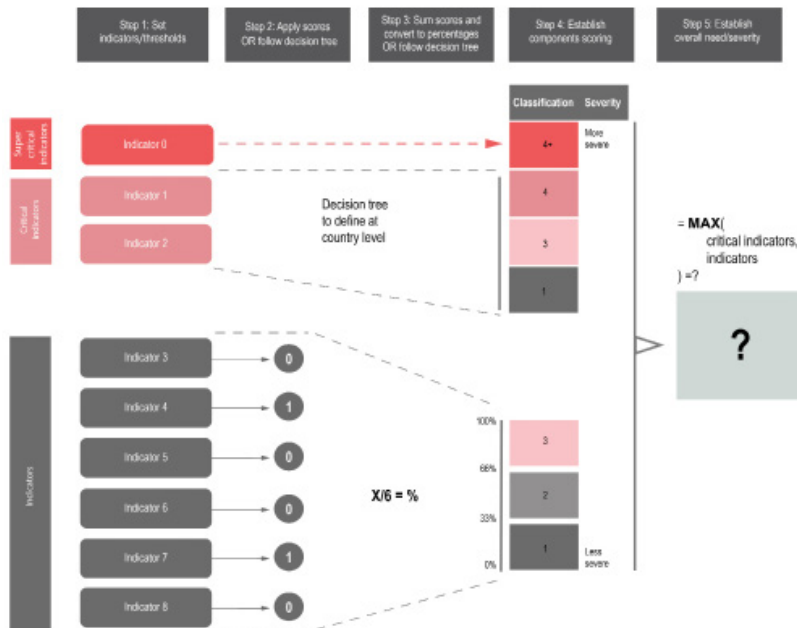 Step 1: Set
indicators/thresholds
Step 2: Apply scores
OR follow decision tree
Step 3: Sum scores and
convert to percentages
OR follow decision tree
Step 4: Establish
components scoring
Step 5: Establish
overall need/severity
Classification
Severity
Super
critical
indicators
Indicator 0
4+
More
severe
Critical
Indicators
Indicator 1
Indicator 2
Decision tree
to define at
country level
4
3
1
= MAX(
critical indicators,
indicators
) =?
?
Indicators
Indicator 3
0
Indicator 4
1
Indicator 5
0
Indicator 6
0
Indicator 7
1
Indicator 8
0
X/6 = %
100%
66%
33%
0%
3
2
1
Less
severe